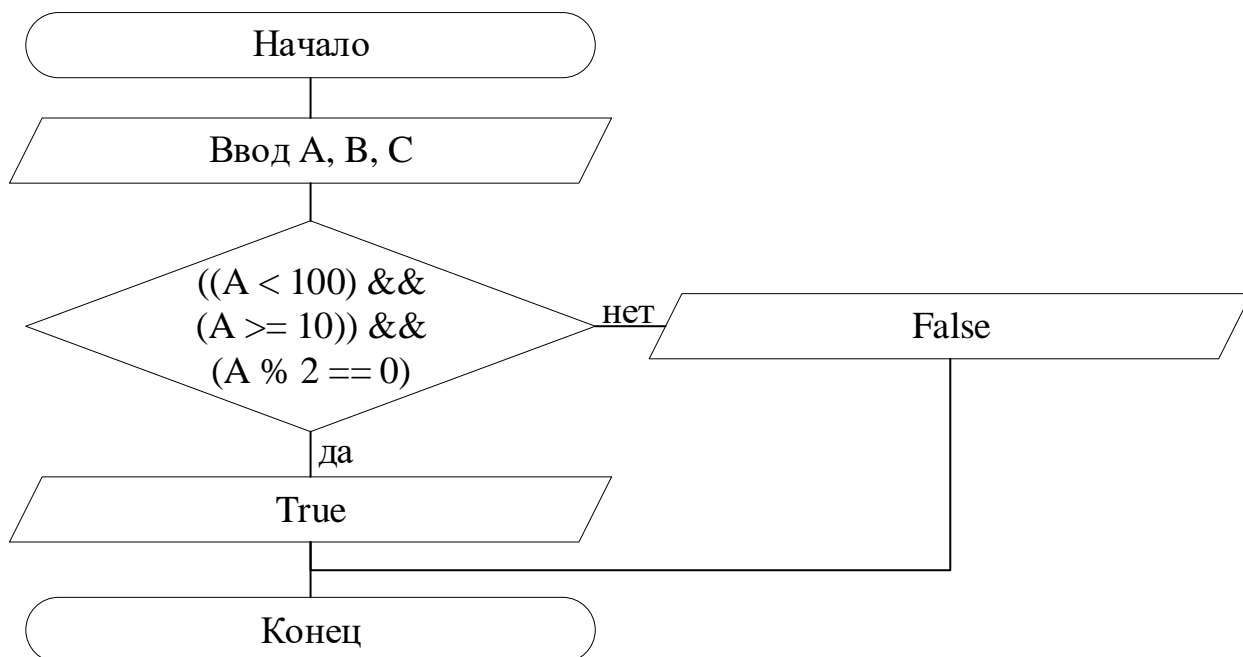 Начало
Ввод A, B, C
((A < 100) &&
(A >= 10)) &&
(A % 2 == 0)
нет
False
да
True
Конец